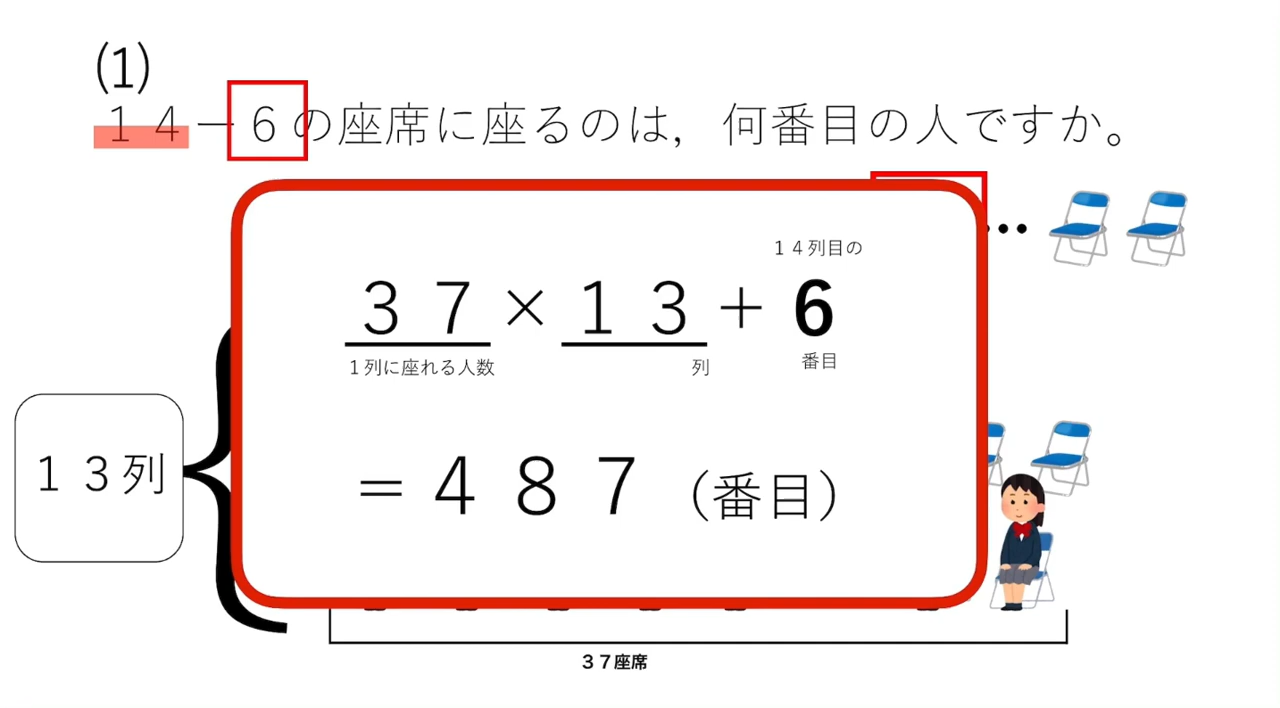 (1)
１４－６の座席に座るのは，何番目の人ですか。
１４列目の
３７×１３＋６
１列に座れる人数
列
番目
＝４８７（番目）
１３列
３７座席